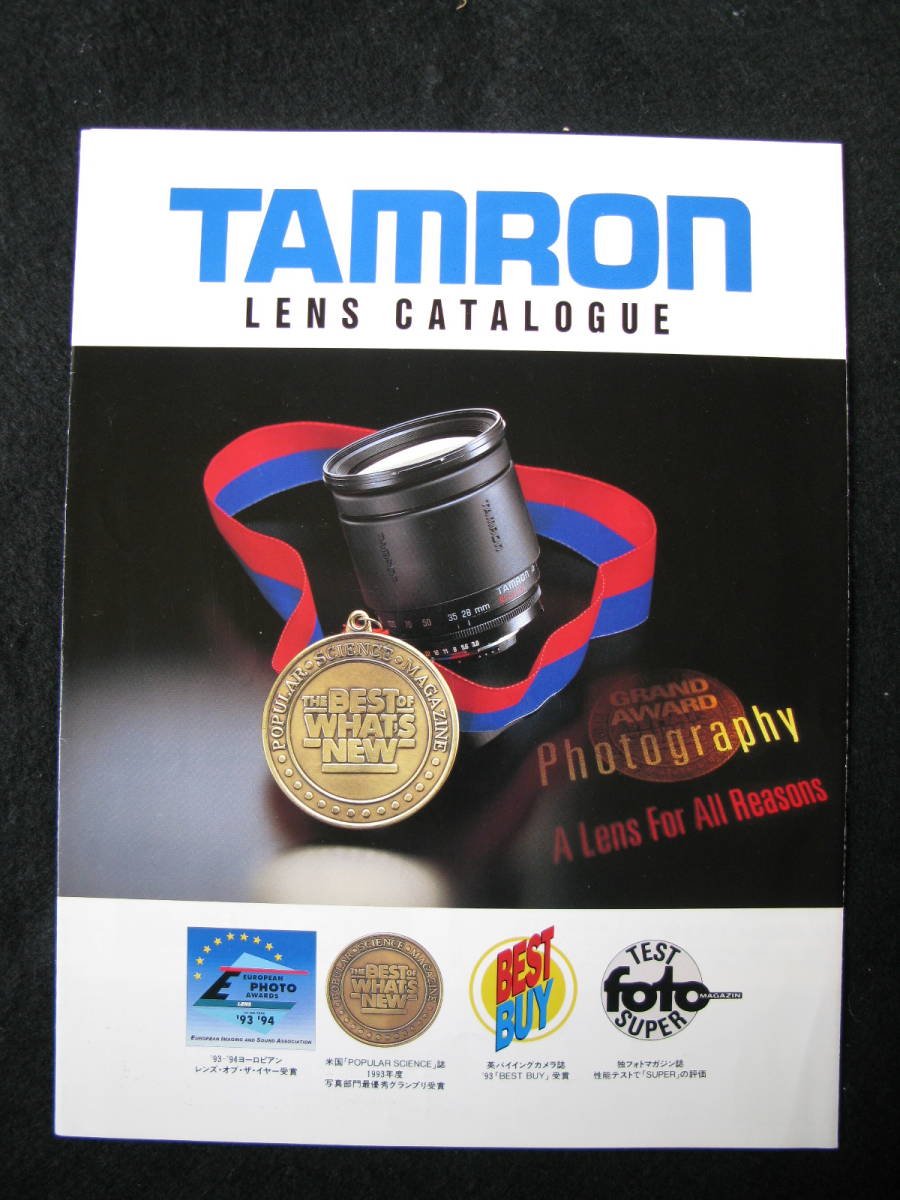 TAMRON
LENS CATALOGUE
TAMRON
TAMRON
TAMRON
50 35 28 mm
POPULAR · SCIENCE · MAGAZINE
THE BEST OF
WHAT'S
NEW
GRAND
AWARD
Photography
A Lens For All Reasons
EUROPEAN
PHOTO
AWARDS
LENS
'93 '94
EUROPEAN IMAGING AND SOUND ASSOCIATION
'93-'94ヨーロピアン
レンズ・オブ・ザ・イヤー受賞
POPULAR · SCIENCE · MAGAZINE
THE BEST OF
WHAT'S
NEW
米国「POPULAR SCIENCE」誌
1993年度
写真部門最優秀グランプリ受賞
BEST
BUY
英バイイングカメラ誌
'93「BEST BUY」受賞
TEST
foto
MAGAZIN
SUPER
独フォトマガジン誌
性能テストで「SUPER」の評価